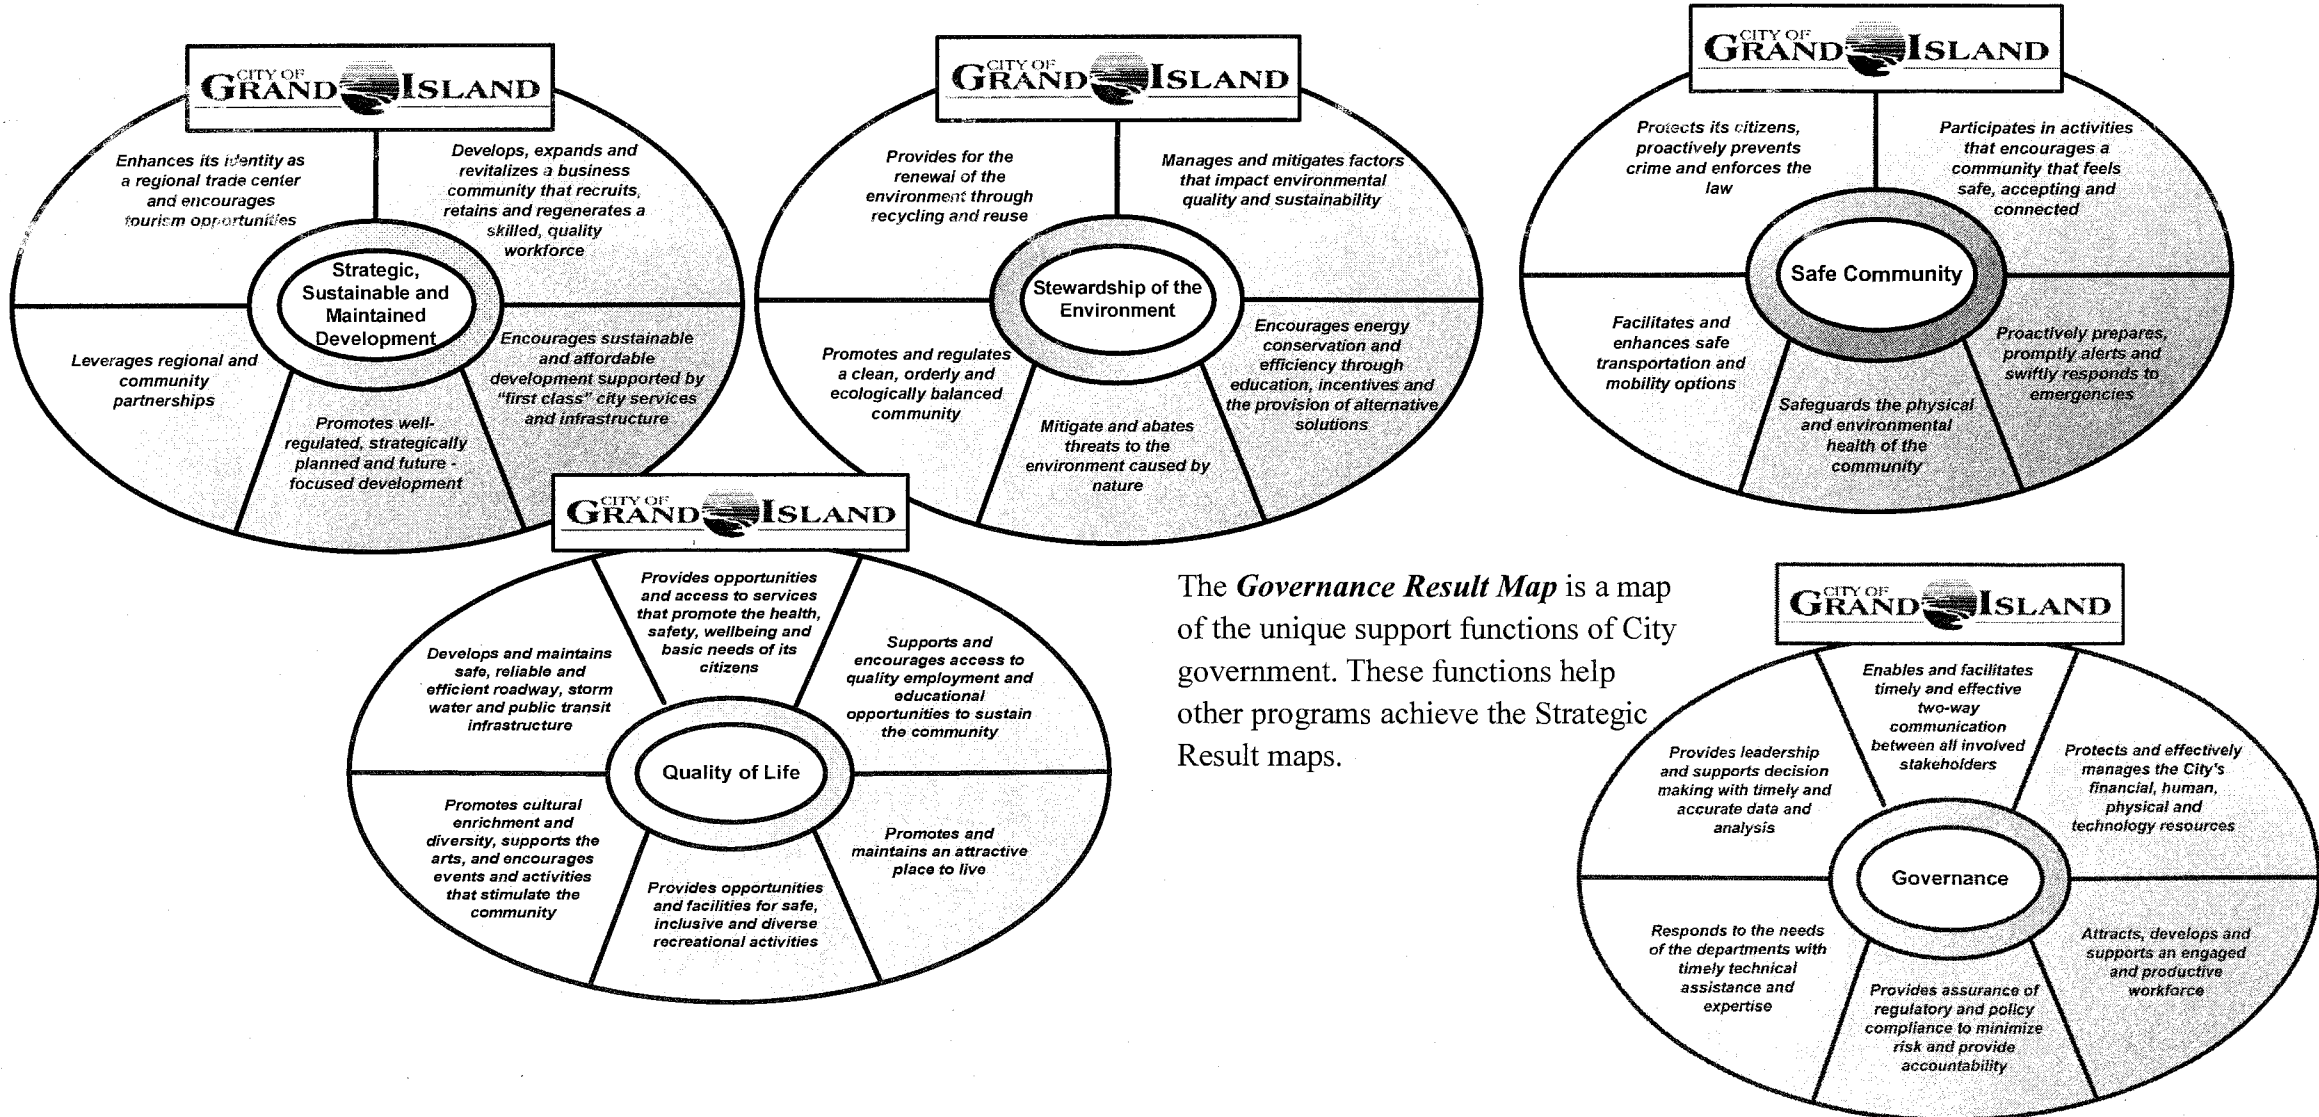 CITY OF
GRAND ISLAND
Enhances its identity as
a regional trade center
and encourages
tourism opportunities
Develops, expands and
revitalizes a business
community that recruits,
retains and regenerates a
skilled, quality
workforce
Strategic,
Sustainable and
Maintained
Development
Leverages regional and
community
partnerships
Promotes well-
regulated, strategically
planned and future -
focused development
Encourages sustainable
and affordable
development supported by
"first class" city services
and infrastructure
CITY OF
GRAND ISLAND
Provides for the
renewal of the
environment through
recycling and reuse
Manages and mitigates factors
that impact environmental
quality and sustainability
Stewardship of the
Environment
Promotes and regulates
a clean, orderly and
ecologically balanced
community
Mitigate and abates
threats to the
environment caused by
nature
Encourages energy
conservation and
efficiency through
education, incentives and
the provision of alternative
solutions
CITY OF
GRAND ISLAND
Protects its citizens,
proactively prevents
crime and enforces the
law
Participates in activities
that encourages a
community that feels
safe, accepting and
connected
Safe Community
Facilitates and
enhances safe
transportation and
mobility options
Safeguards the physical
and environmental
health of the
community
Proactively prepares,
promptly alerts and
swiftly responds to
emergencies
CITY OF
GRAND ISLAND
Provides opportunities
and access to services
that promote the health,
safety, wellbeing and
basic needs of its
citizens
Develops and maintains
safe, reliable and
efficient roadway, storm
water and public transit
infrastructure
Supports and
encourages access to
quality employment and
educational
opportunities to sustain
the community
Quality of Life
Promotes cultural
enrichment and
diversity, supports the
arts, and encourages
events and activities
that stimulate the
community
Provides opportunities
and facilities for safe,
inclusive and diverse
recreational activities
Promotes and
maintains an attractive
place to live
The Governance Result Map is a map
of the unique support functions of City
government. These functions help
other programs achieve the Strategic
Result maps.
CITY OF
GRAND ISLAND
Enables and facilitates
timely and effective
two-way
communication
between all involved
stakeholders
Provides leadership
and supports decision
making with timely and
accurate data and
analysis
Protects and effectively
manages the City's
financial, human,
physical and
technology resources
Governance
Responds to the needs
of the departments with
timely technical
assistance and
expertise
Provides assurance of
regulatory and policy
compliance to minimize
risk and provide
accountability
Attracts, develops and
supports an engaged
and productive
workforce